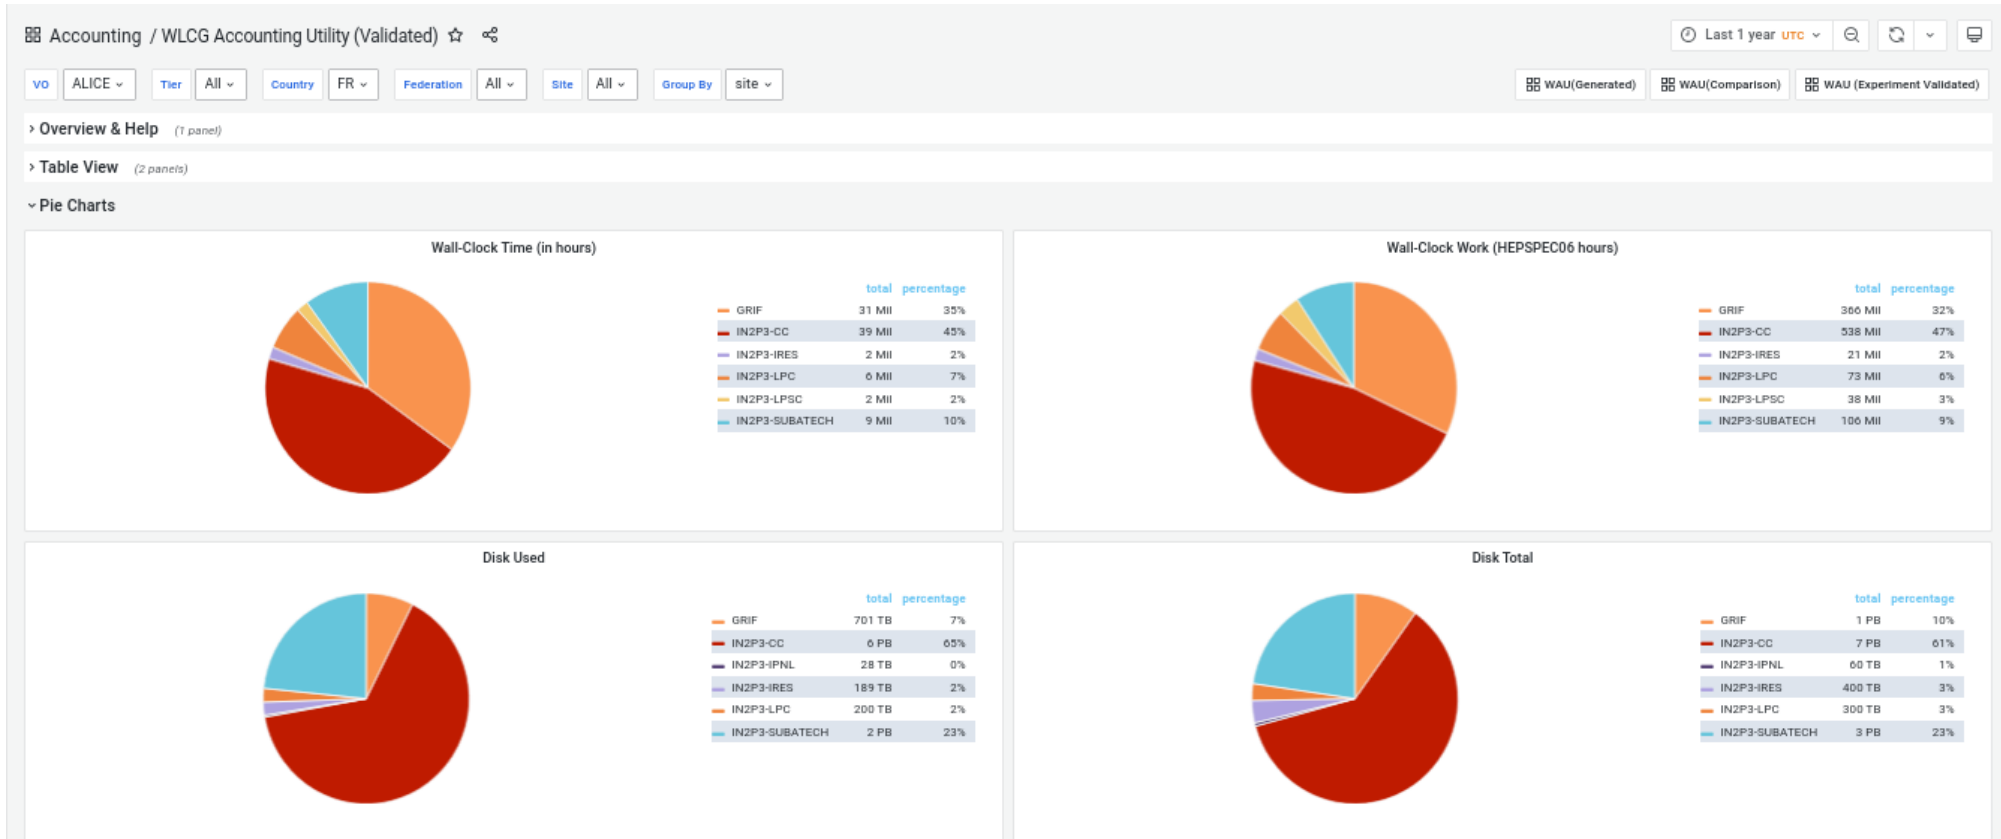 Accounting / WLCG Accounting Utility (Validated)
Last 1 year UTC
VO ALICE Tier All Country FR Federation All Site All Group By site
WAU(Generated) WAU(Comparison) WAU (Experiment Validated)
Overview & Help (1 panel)
Table View (2 panels)
Pie Charts
Wall-Clock Time (in hours)
total percentage
GRIF 31 Mil 35%
IN2P3-CC 39 Mil 45%
IN2P3-IRES 2 Mil 2%
IN2P3-LPC 6 Mil 7%
IN2P3-LPSC 2 Mil 2%
IN2P3-SUBATECH 9 Mil 10%
Wall-Clock Work (HEPSPEC06 hours)
total percentage
GRIF 366 Mil 32%
IN2P3-CC 538 Mil 47%
IN2P3-IRES 21 Mil 2%
IN2P3-LPC 73 Mil 6%
IN2P3-LPSC 38 Mil 3%
IN2P3-SUBATECH 106 Mil 9%
Disk Used
total percentage
GRIF 701 TB 7%
IN2P3-CC 6 PB 65%
IN2P3-IPNL 28 TB 0%
IN2P3-IRES 189 TB 2%
IN2P3-LPC 200 TB 2%
IN2P3-SUBATECH 2 PB 23%
Disk Total
total percentage
GRIF 1 PB 10%
IN2P3-CC 7 PB 61%
IN2P3-IPNL 60 TB 1%
IN2P3-IRES 400 TB 3%
IN2P3-LPC 300 TB 3%
IN2P3-SUBATECH 3 PB 23%